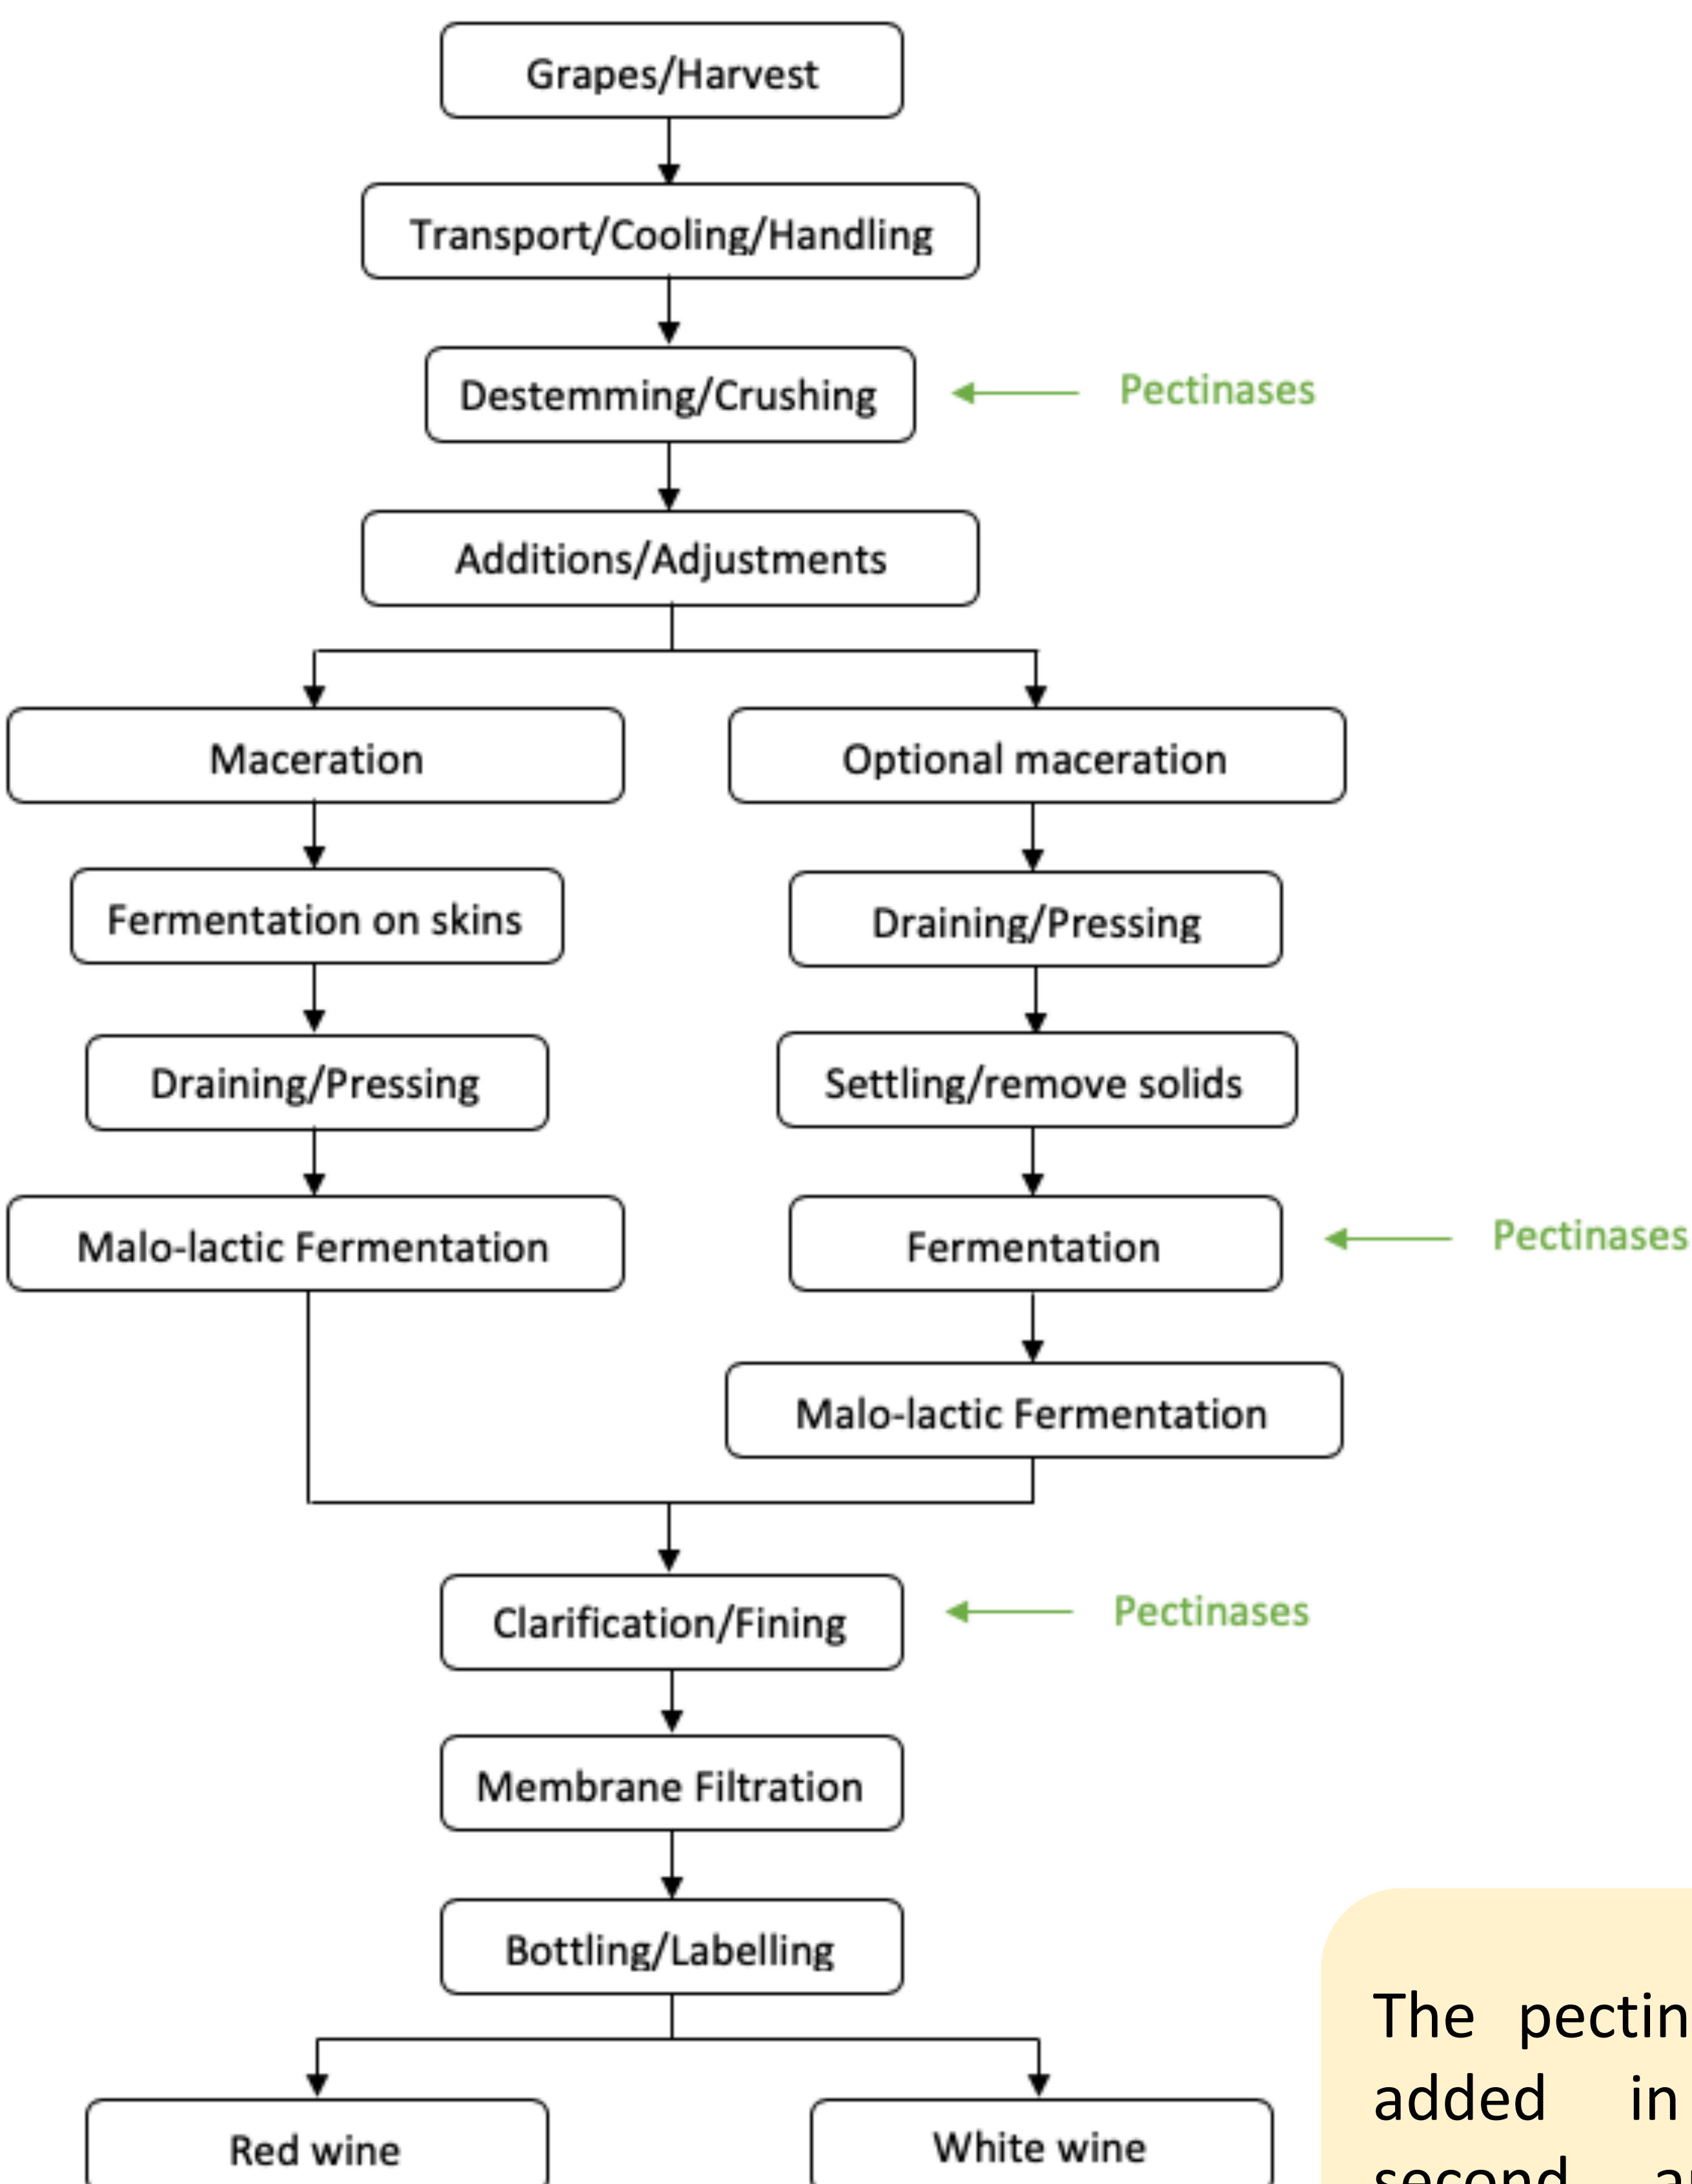 Grapes/Harvest
Transport/Cooling/Handling
Destemming/Crushing
Pectinases
Additions/Adjustments
Maceration
Optional maceration
Fermentation on skins
Draining/Pressing
Draining/Pressing
Settling/remove solids
Malo-lactic Fermentation
Fermentation
Pectinases
Malo-lactic Fermentation
Clarification/Fining
Pectinases
Membrane Filtration
Bottling/Labelling
Red wine
White wine
The pectin
added in
second